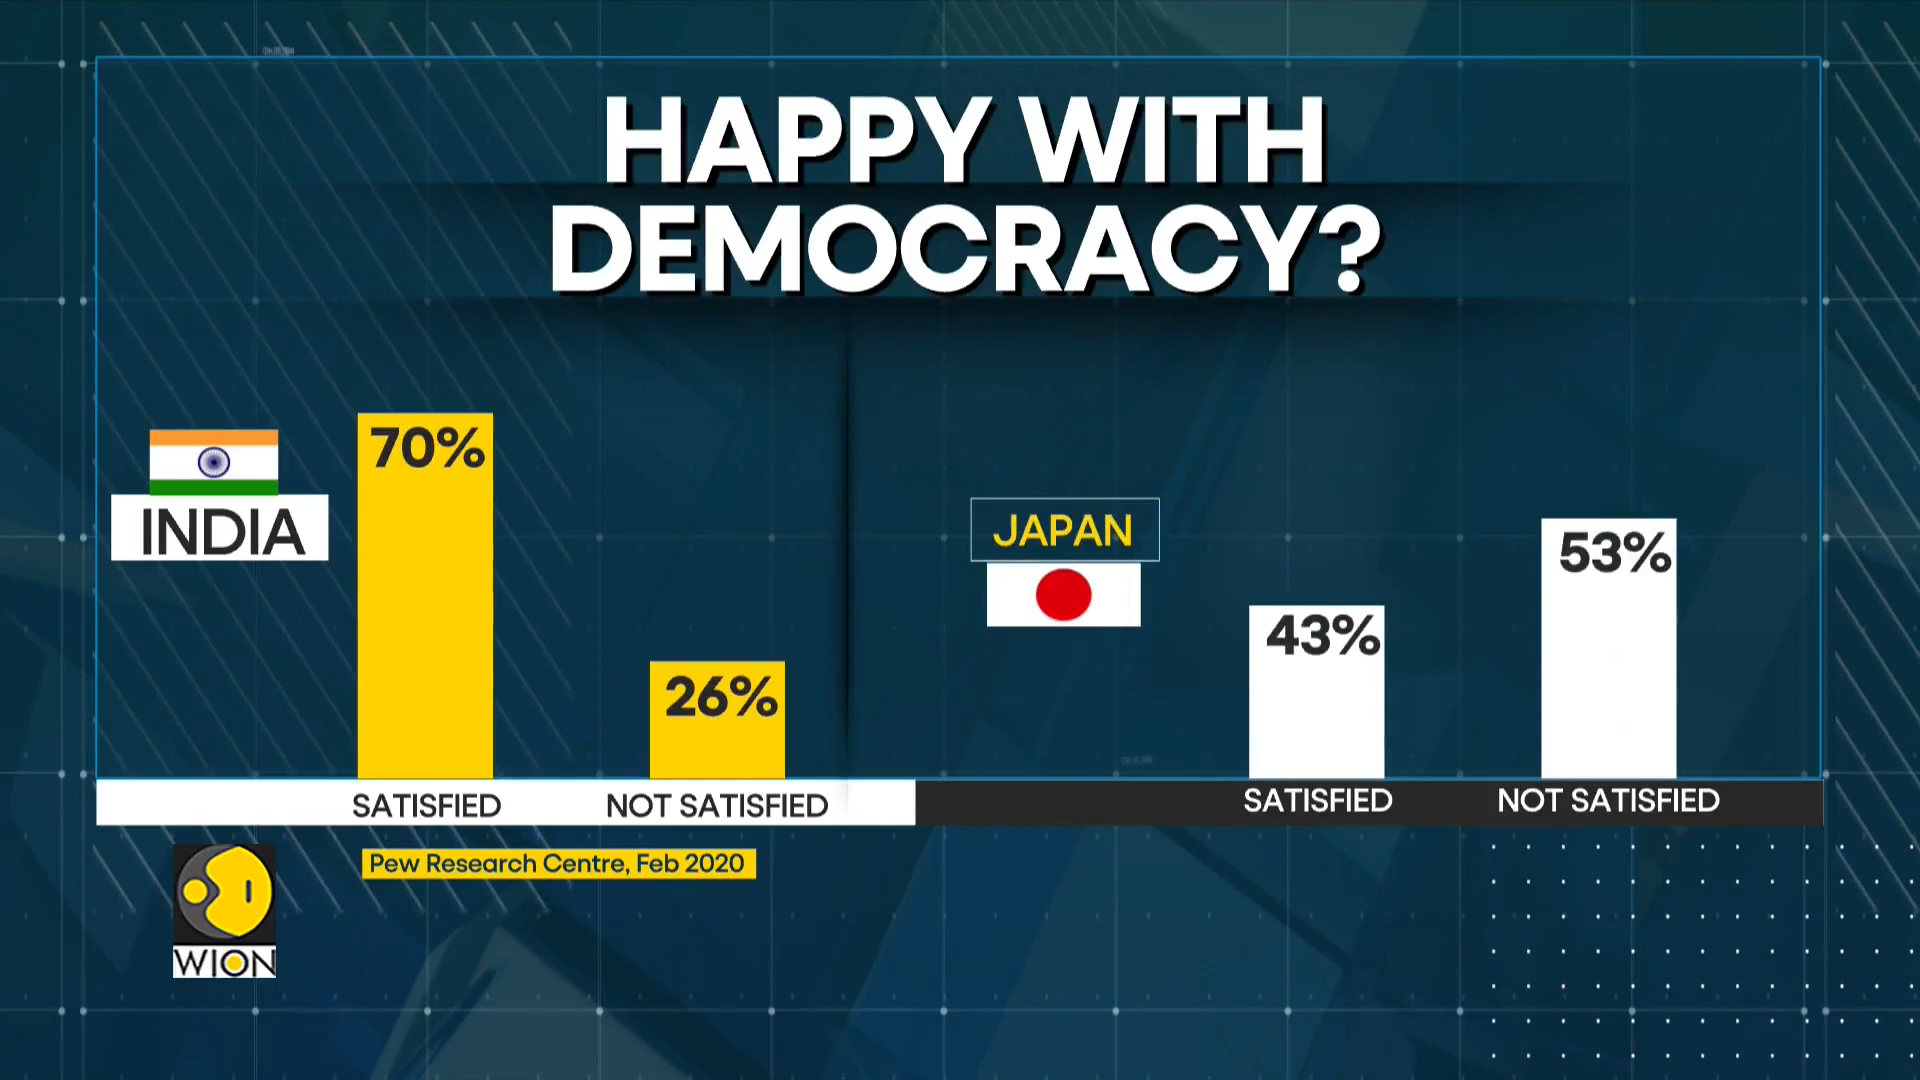 HAPPY WITH
DEMOCRACY?
INDIA
70%
26%
SATISFIED
NOT SATISFIED
JAPAN
43%
53%
SATISFIED
NOT SATISFIED
Pew Research Centre, Feb 2020
WION